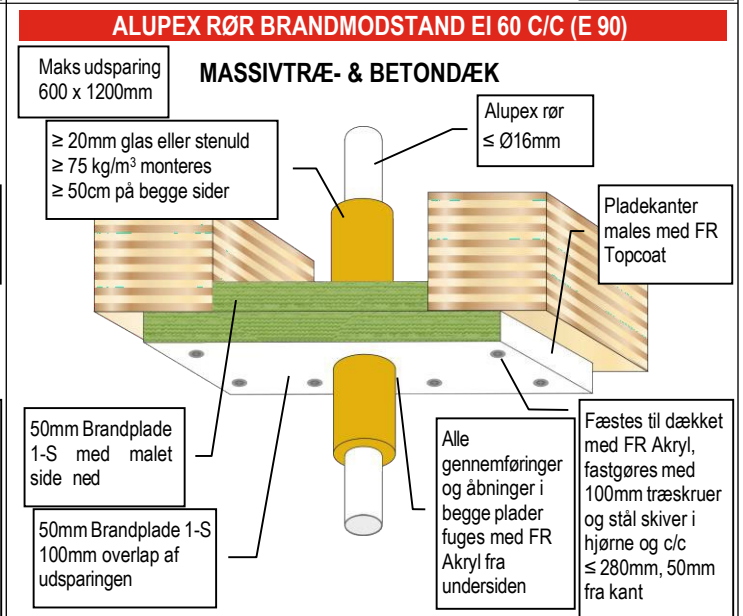 ALUPEX RØR BRANDMODSTAND EI 60 C/C (E 90)
Maks udsparing
600 x 1200mm
MASSIVTRÆ- & BETONDÆK
≥ 20mm glas eller stenuld
≥ 75 kg/m³ monteres
≥ 50cm på begge sider
Alupex rør
≤ Ø16mm
Pladekanter
males med FR
Topcoat
50mm Brandplade
1-S med malet
side ned
50mm Brandplade 1-S
100mm overlap af
udsparingen
Alle
gennemføringer
og åbninger i
begge plader
fuges med FR
Akryl fra
undersiden
Fæstes til dækket
med FR Akryl,
fastgøres med
100mm træskruer
og stål skiver i
hjørne og c/c
≤ 280mm, 50mm
fra kant